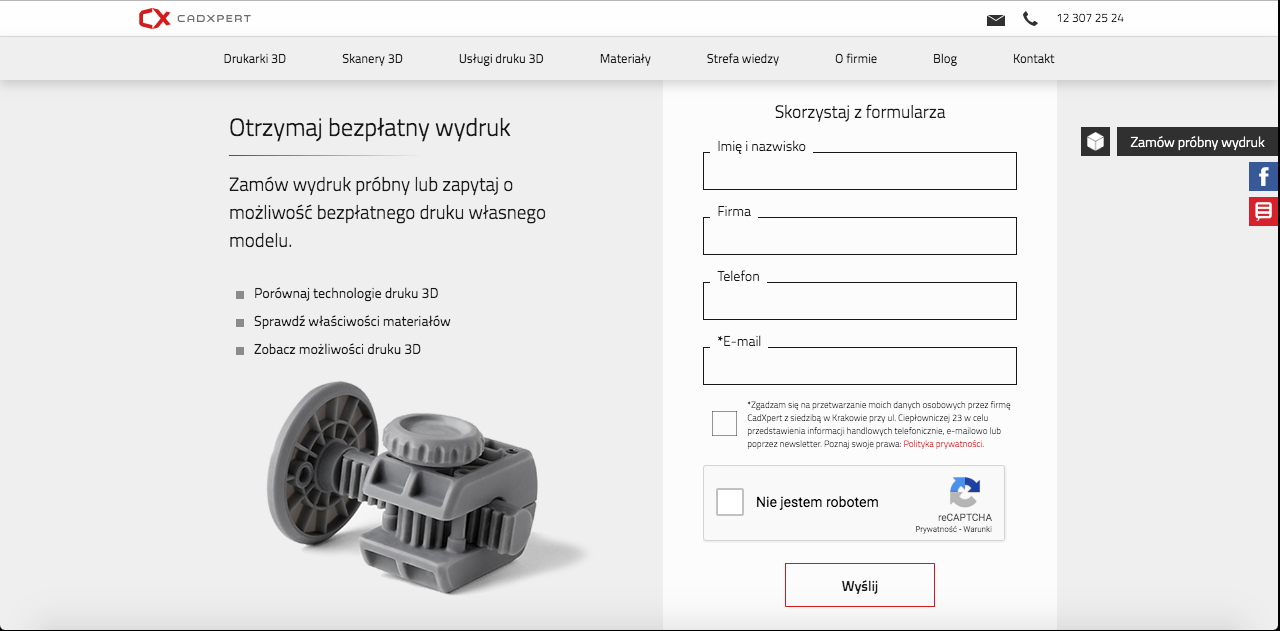 CADXPERT
12 307 25 24
Drukarki 3D
Skanery 3D
Usługi druku 3D
Materiały
Strefa wiedzy
O firmie
Blog
Kontakt
Otrzymaj bezpłatny wydruk
Zamów wydruk próbny lub zapytaj o
możliwość bezpłatnego druku własnego
modelu.
Porównaj technologie druku 3D
Sprawdź właściwości materiałów
Zobacz możliwości druku 3D
Skorzystaj z formularza
Imię i nazwisko
Firma
Telefon
*E-mail
*Zgadzam się na przetwarzanie moich danych osobowych przez firmę
CadXpert z siedzibą w Krakowie przy ul. Ciepłowniczej 23 w celu
przedstawienia informacji handlowych telefonicznie, e-mailowo lub
poprzez newsletter. Poznaj swoje prawa: Polityka prywatności.
Nie jestem robotem
reCAPTCHA
Prywatność - Warunki
Wyślij
Zamów próbny wydruk